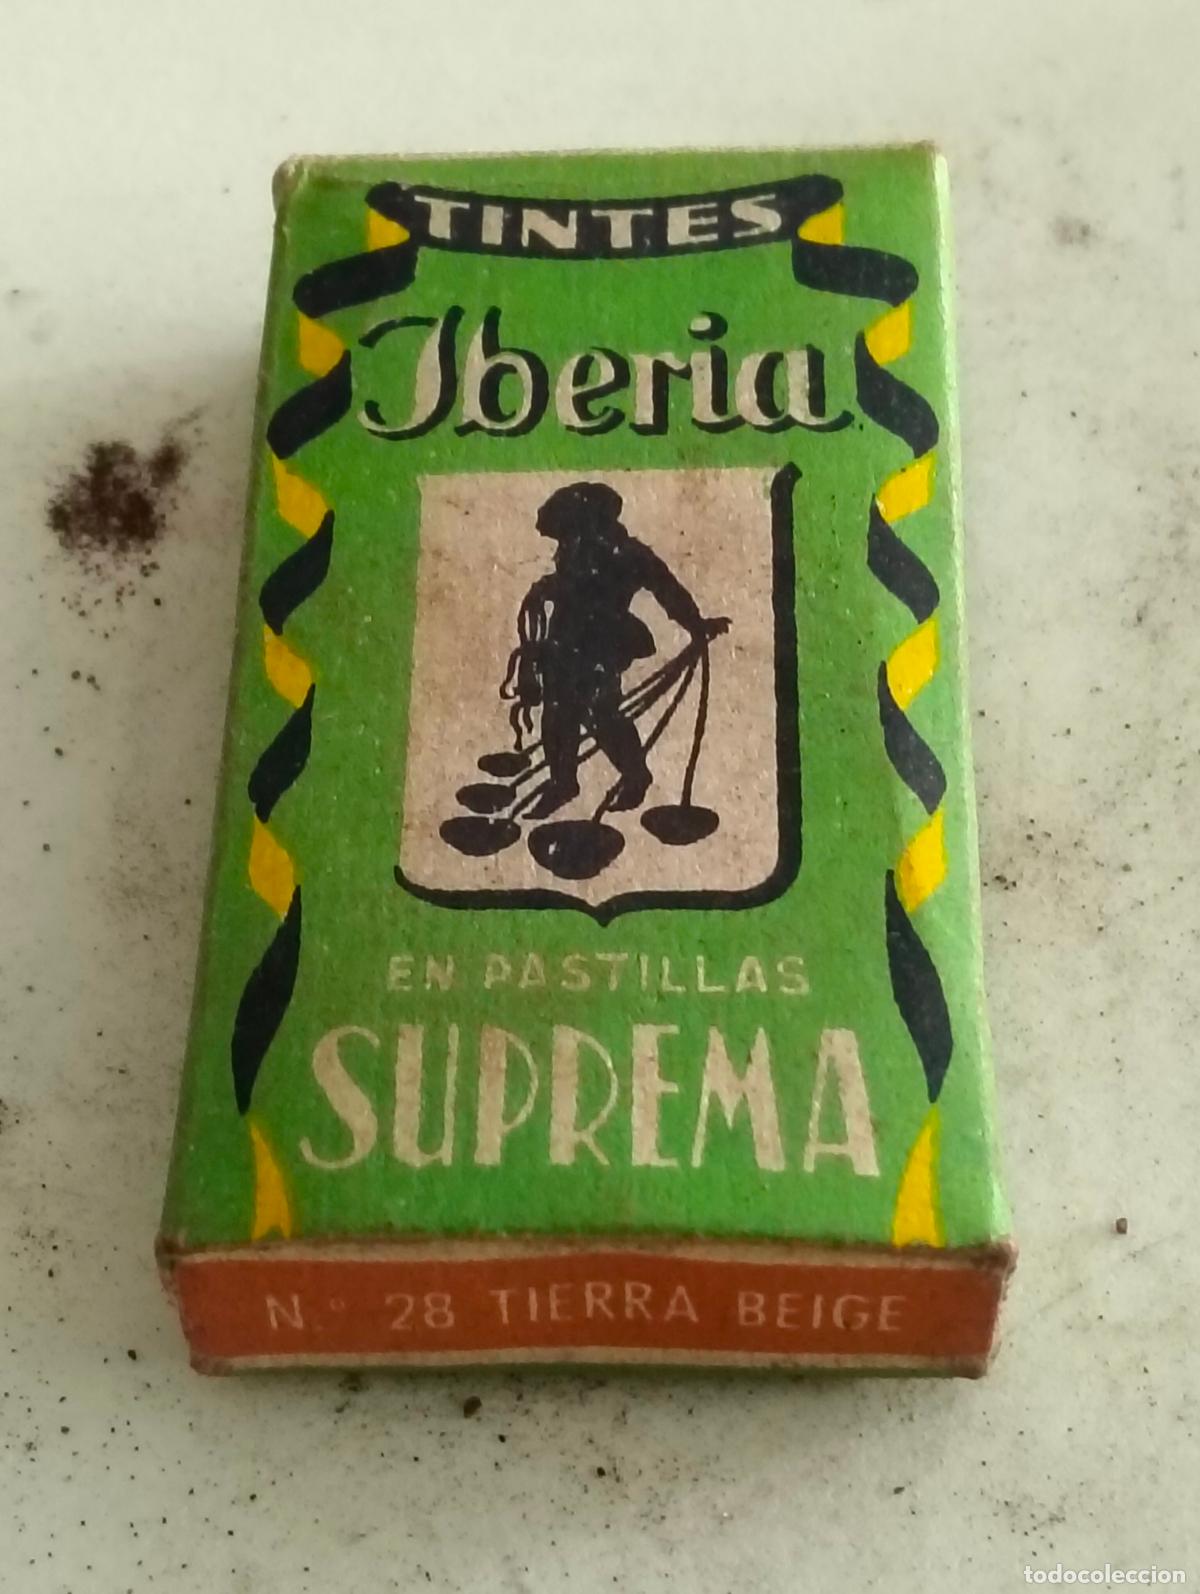 TINTES
Iberia
EN PASTILLAS
SUPREMA
N.º 28 TIERRA BEIGE
todocoleccion